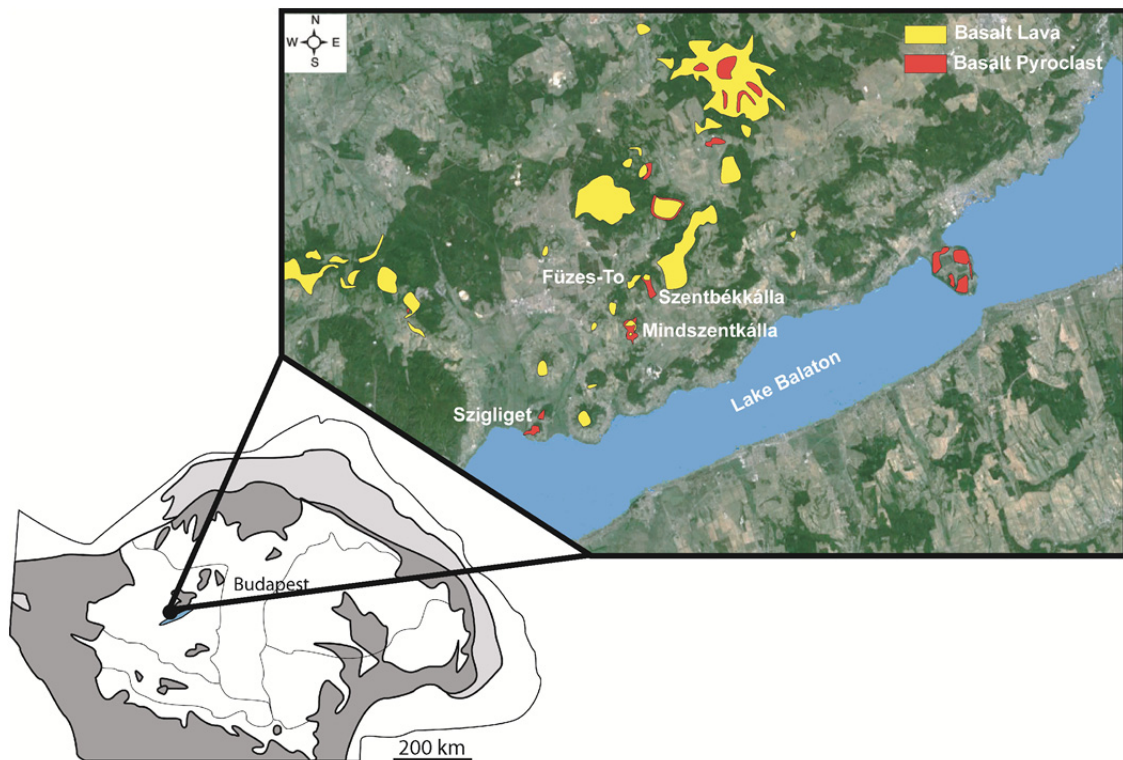 N
W E
S
Basalt Lava
Basalt Pyroclast
Füzes-To
Szentbékkálla
Mindszentkálla
Lake Balaton
Szigliget
Budapest
200 km